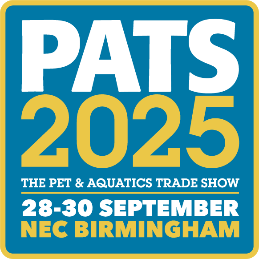 PATS
2025
THE PET & AQUATICS TRADE SHOW
28-30 SEPTEMBER
NEC BIRMINGHAM